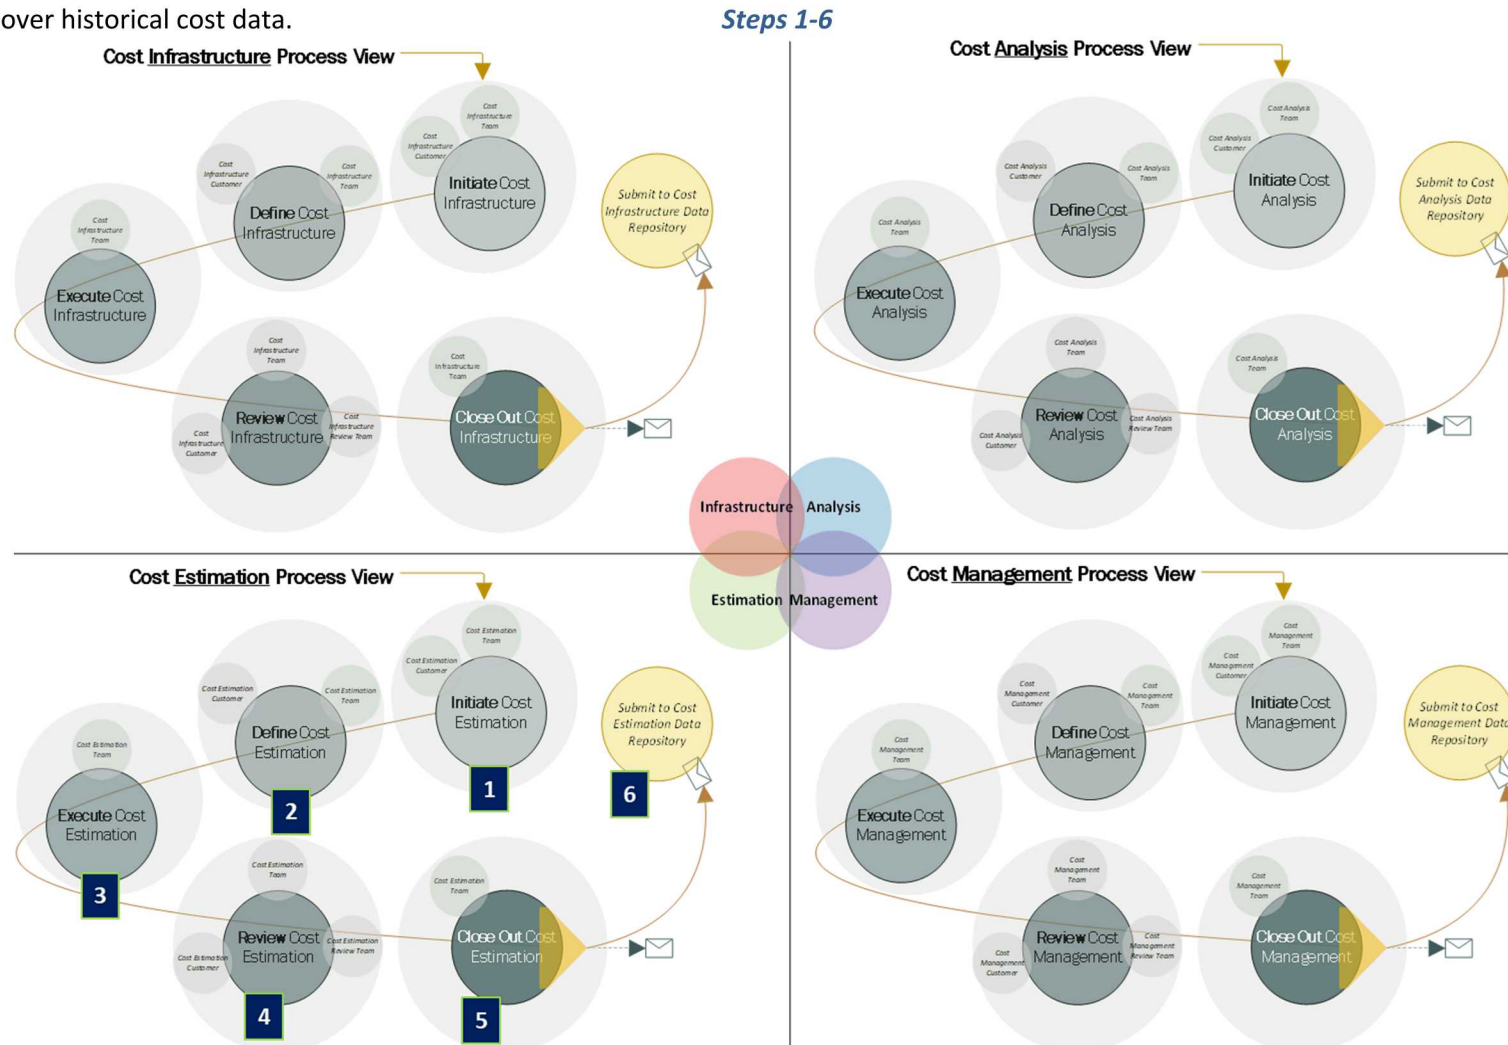 over historical cost data.
Steps 1-6
Cost Infrastructure Process View
Cost
Infrastructure
Team
Cost
Infrastructure
Customer
Initiate Cost
Infrastructure
Cost
Infrastructure
Customer
Cost
Infrastructure
Team
Define Cost
Infrastructure
Cost
Infrastructure
Team
Execute Cost
Infrastructure
Submit to Cost
Infrastructure Data
Repository
Cost
Infrastructure
Team
Review Cost
Infrastructure
Cost
Infrastructure
Customer
Cost
Infrastructure
Review Team
Cost
Infrastructure
Team
Close Out Cost
Infrastructure
Cost Analysis Process View
Cost Analysis
Team
Cost Analysis
Customer
Initiate Cost
Analysis
Cost Analysis
Customer
Cost Analysis
Team
Define Cost
Analysis
Cost Analysis
Team
Execute Cost
Analysis
Submit to Cost
Analysis Data
Repository
Cost Analysis
Team
Review Cost
Analysis
Cost Analysis
Customer
Cost Analysis
Review Team
Cost Analysis
Team
Close Out Cost
Analysis
Infrastructure
Analysis
Estimation
Management
Cost Estimation Process View
Cost Estimation
Team
Cost Estimation
Customer
Initiate Cost
Estimation
1
Cost Estimation
Customer
Cost Estimation
Team
Define Cost
Estimation
2
Cost Estimation
Team
Execute Cost
Estimation
3
Submit to Cost
Estimation Data
Repository
6
Cost Estimation
Team
Review Cost
Estimation
Cost Estimation
Customer
Cost Estimation
Review Team
4
Cost Estimation
Team
Close Out Cost
Estimation
5
Cost Management Process View
Cost
Management
Team
Cost
Management
Customer
Initiate Cost
Management
Cost
Management
Customer
Cost
Management
Team
Define Cost
Management
Cost
Management
Team
Execute Cost
Management
Submit to Cost
Management Data
Repository
Cost
Management
Team
Review Cost
Management
Cost
Management
Customer
Cost
Management
Review Team
Cost
Management
Team
Close Out Cost
Management